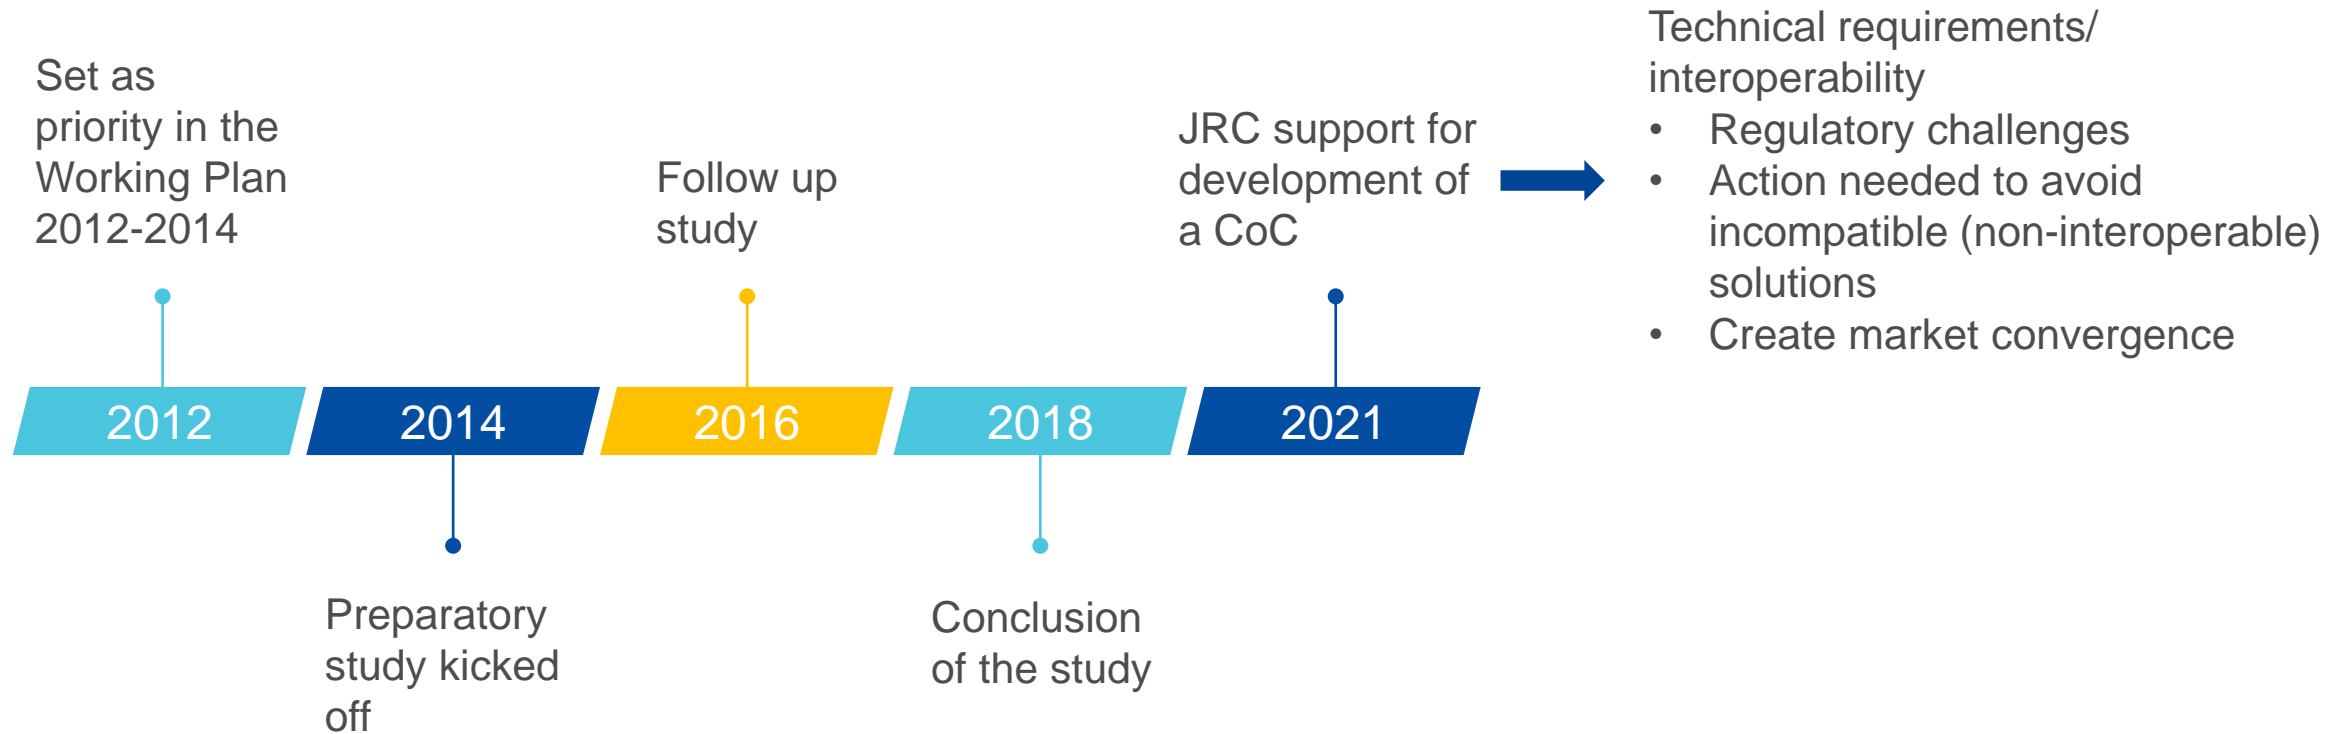 Set as
priority in the
Working Plan
2012-2014
Follow up
study
JRC support for
development of
a CoC
Technical requirements/
interoperability
• Regulatory challenges
• Action needed to avoid
incompatible (non-interoperable)
solutions
• Create market convergence
2012
2014
2016
2018
2021
Preparatory
study kicked
off
Conclusion
of the study